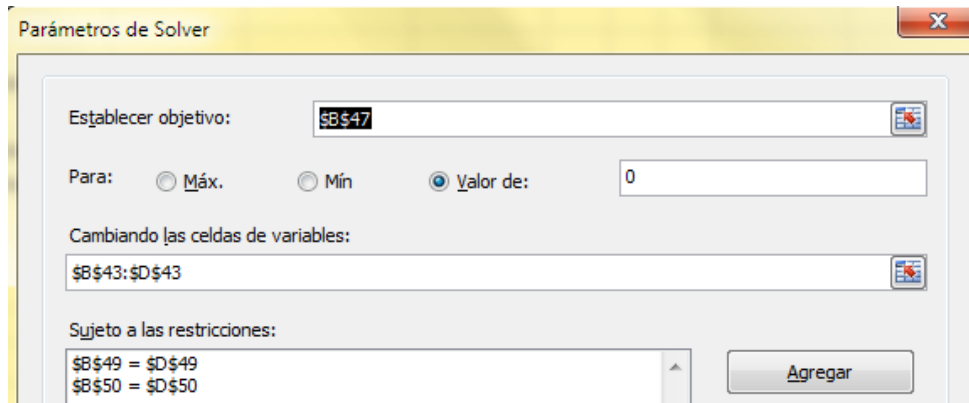 Parámetros de Solver
Establecer objetivo: $B$47
Para: Máx. Mín Valor de: 0
Cambiando las celdas de variables:
$B$43:$D$43
Sujeto a las restricciones:
$B$49 = $D$49
$B$50 = $D$50
Agregar